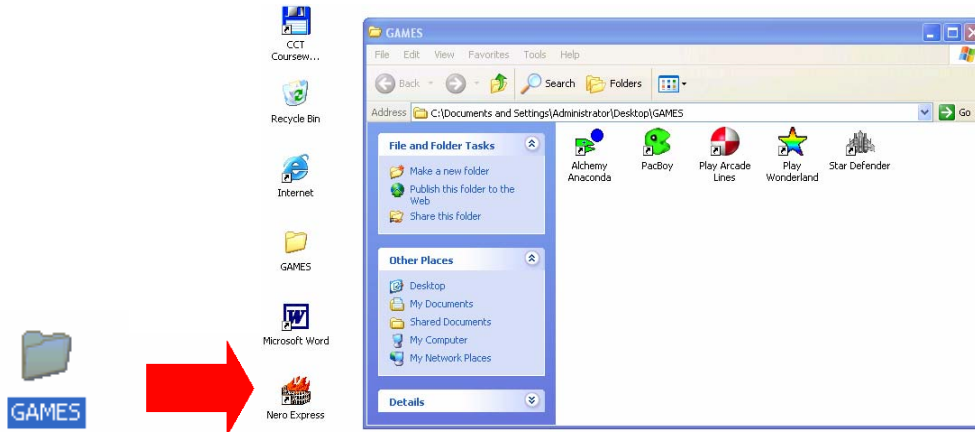 CCT
Coursew...
Recycle Bin
Internet
GAMES
Microsoft Word
Nero Express
GAMES
GAMES
File Edit View Favorites Tools Help
Back Search Folders
Address C:\Documents and Settings\Administrator\Desktop\GAMES Go
File and Folder Tasks
Make a new folder
Publish this folder to the
Web
Share this folder
Other Places
Desktop
My Documents
Shared Documents
My Computer
My Network Places
Details
Alchemy
Anaconda
PacBoy
Play Arcade
Lines
Play
Wonderland
Star Defender